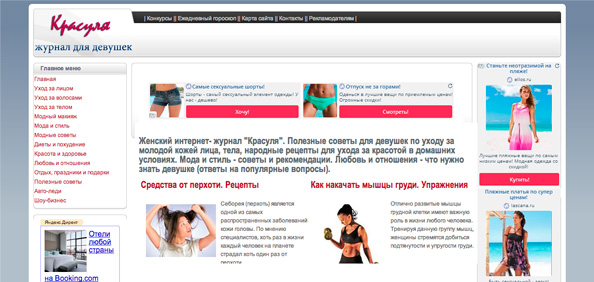 Красуля
журнал для девушек
| Конкурсы || Ежедневный гороскоп || Карта сайта || Контакты || Рекламодателям |
Главное меню
Главная
Уход за лицом
Уход за волосами
Уход за телом
Модный макияж
Мода и стиль
Модные советы
Диеты и похудение
Красота и здоровье
Любовь и отношения
Отдых, праздники и подарки
Полезные советы
Авто-леди
Шоу-бизнес
Яндекс.Директ
Отели
любой
страны
на Booking.com
Самые сексуальные шорты!
Шорты - самый сексуальный элемент одежды! У
нас - дешево!
Хочу!
Отпуск не за горами!
Оденься в лучшие вещи по приемлемым ценам!
Огромные скидки!
Смотреть!
Женский интернет- журнал "Красуля". Полезные советы для девушек по уходу за
молодой кожей лица, тела, народные рецепты для ухода за красотой в домашних
условиях. Мода и стиль - советы и рекомендации. Любовь и отношения - что нужно
знать девушке (ответы на популярные вопросы).
Средства от перхоти. Рецепты
Себорея (перхоть) является
одной из самых
распространенных заболеваний
кожи головы. По мнению
специалистов, хоть раз в жизни
каждый человек на планете
страдал хоть один раз от
перхоти
Как накачать мышцы груди. Упражнения
Отлично развитые мышцы
грудной клетки имеют важную
роль в жизни любого человека.
Тренируя данную группу мышц,
женщины стремятся добиться
подтянутости и упругости груди.
Станьте неотразимой на
пляже!
Лучшие пляжные вещи по самым
низким ценам! Модная одежда со
скидкой!
Купить!
Пляжные платья по супер
ценам!
lascana.ru